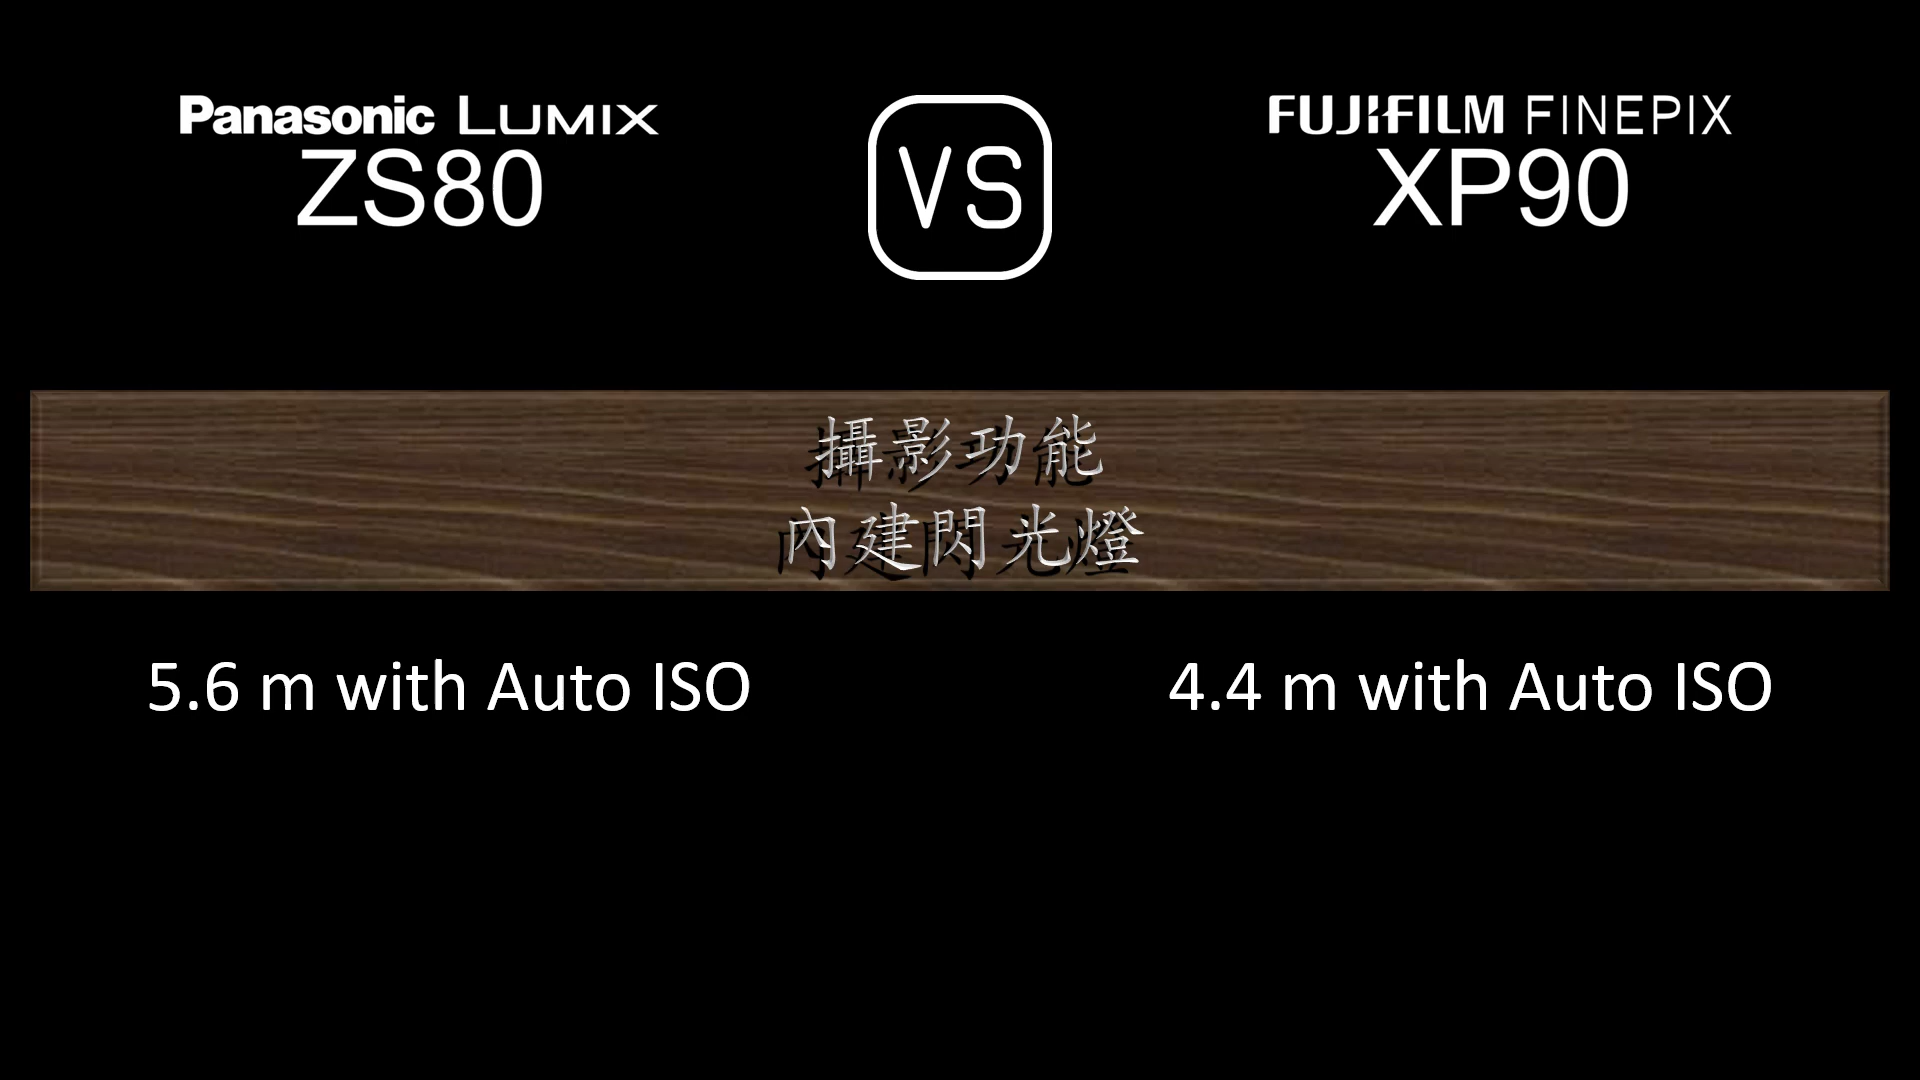 Panasonic LUMIX
ZS80
VS
FUJIFILM FINEPIX
XP90
攝影功能
內建閃光燈
5.6 m with Auto ISO
4.4 m with Auto ISO